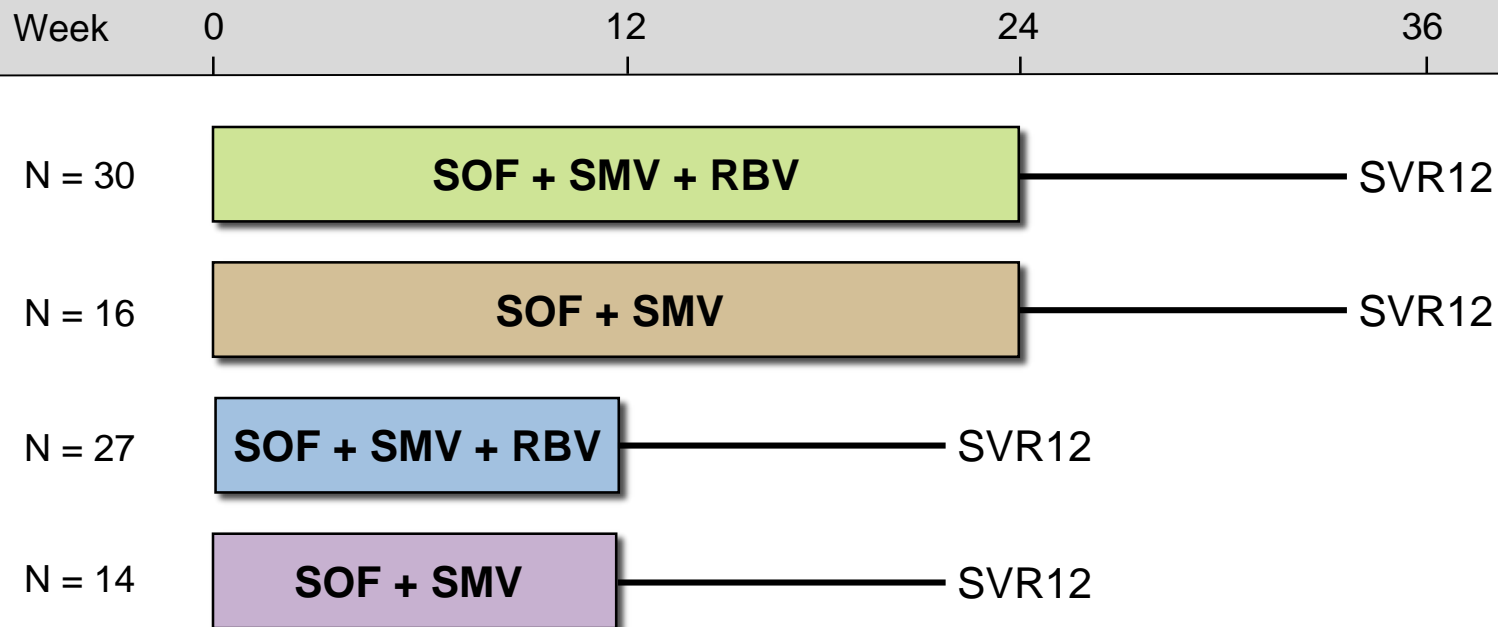 Week 0 12 24 36
N = 30 SOF + SMV + RBV SVR12
N = 16 SOF + SMV SVR12
N = 27 SOF + SMV + RBV SVR12
N = 14 SOF + SMV SVR12